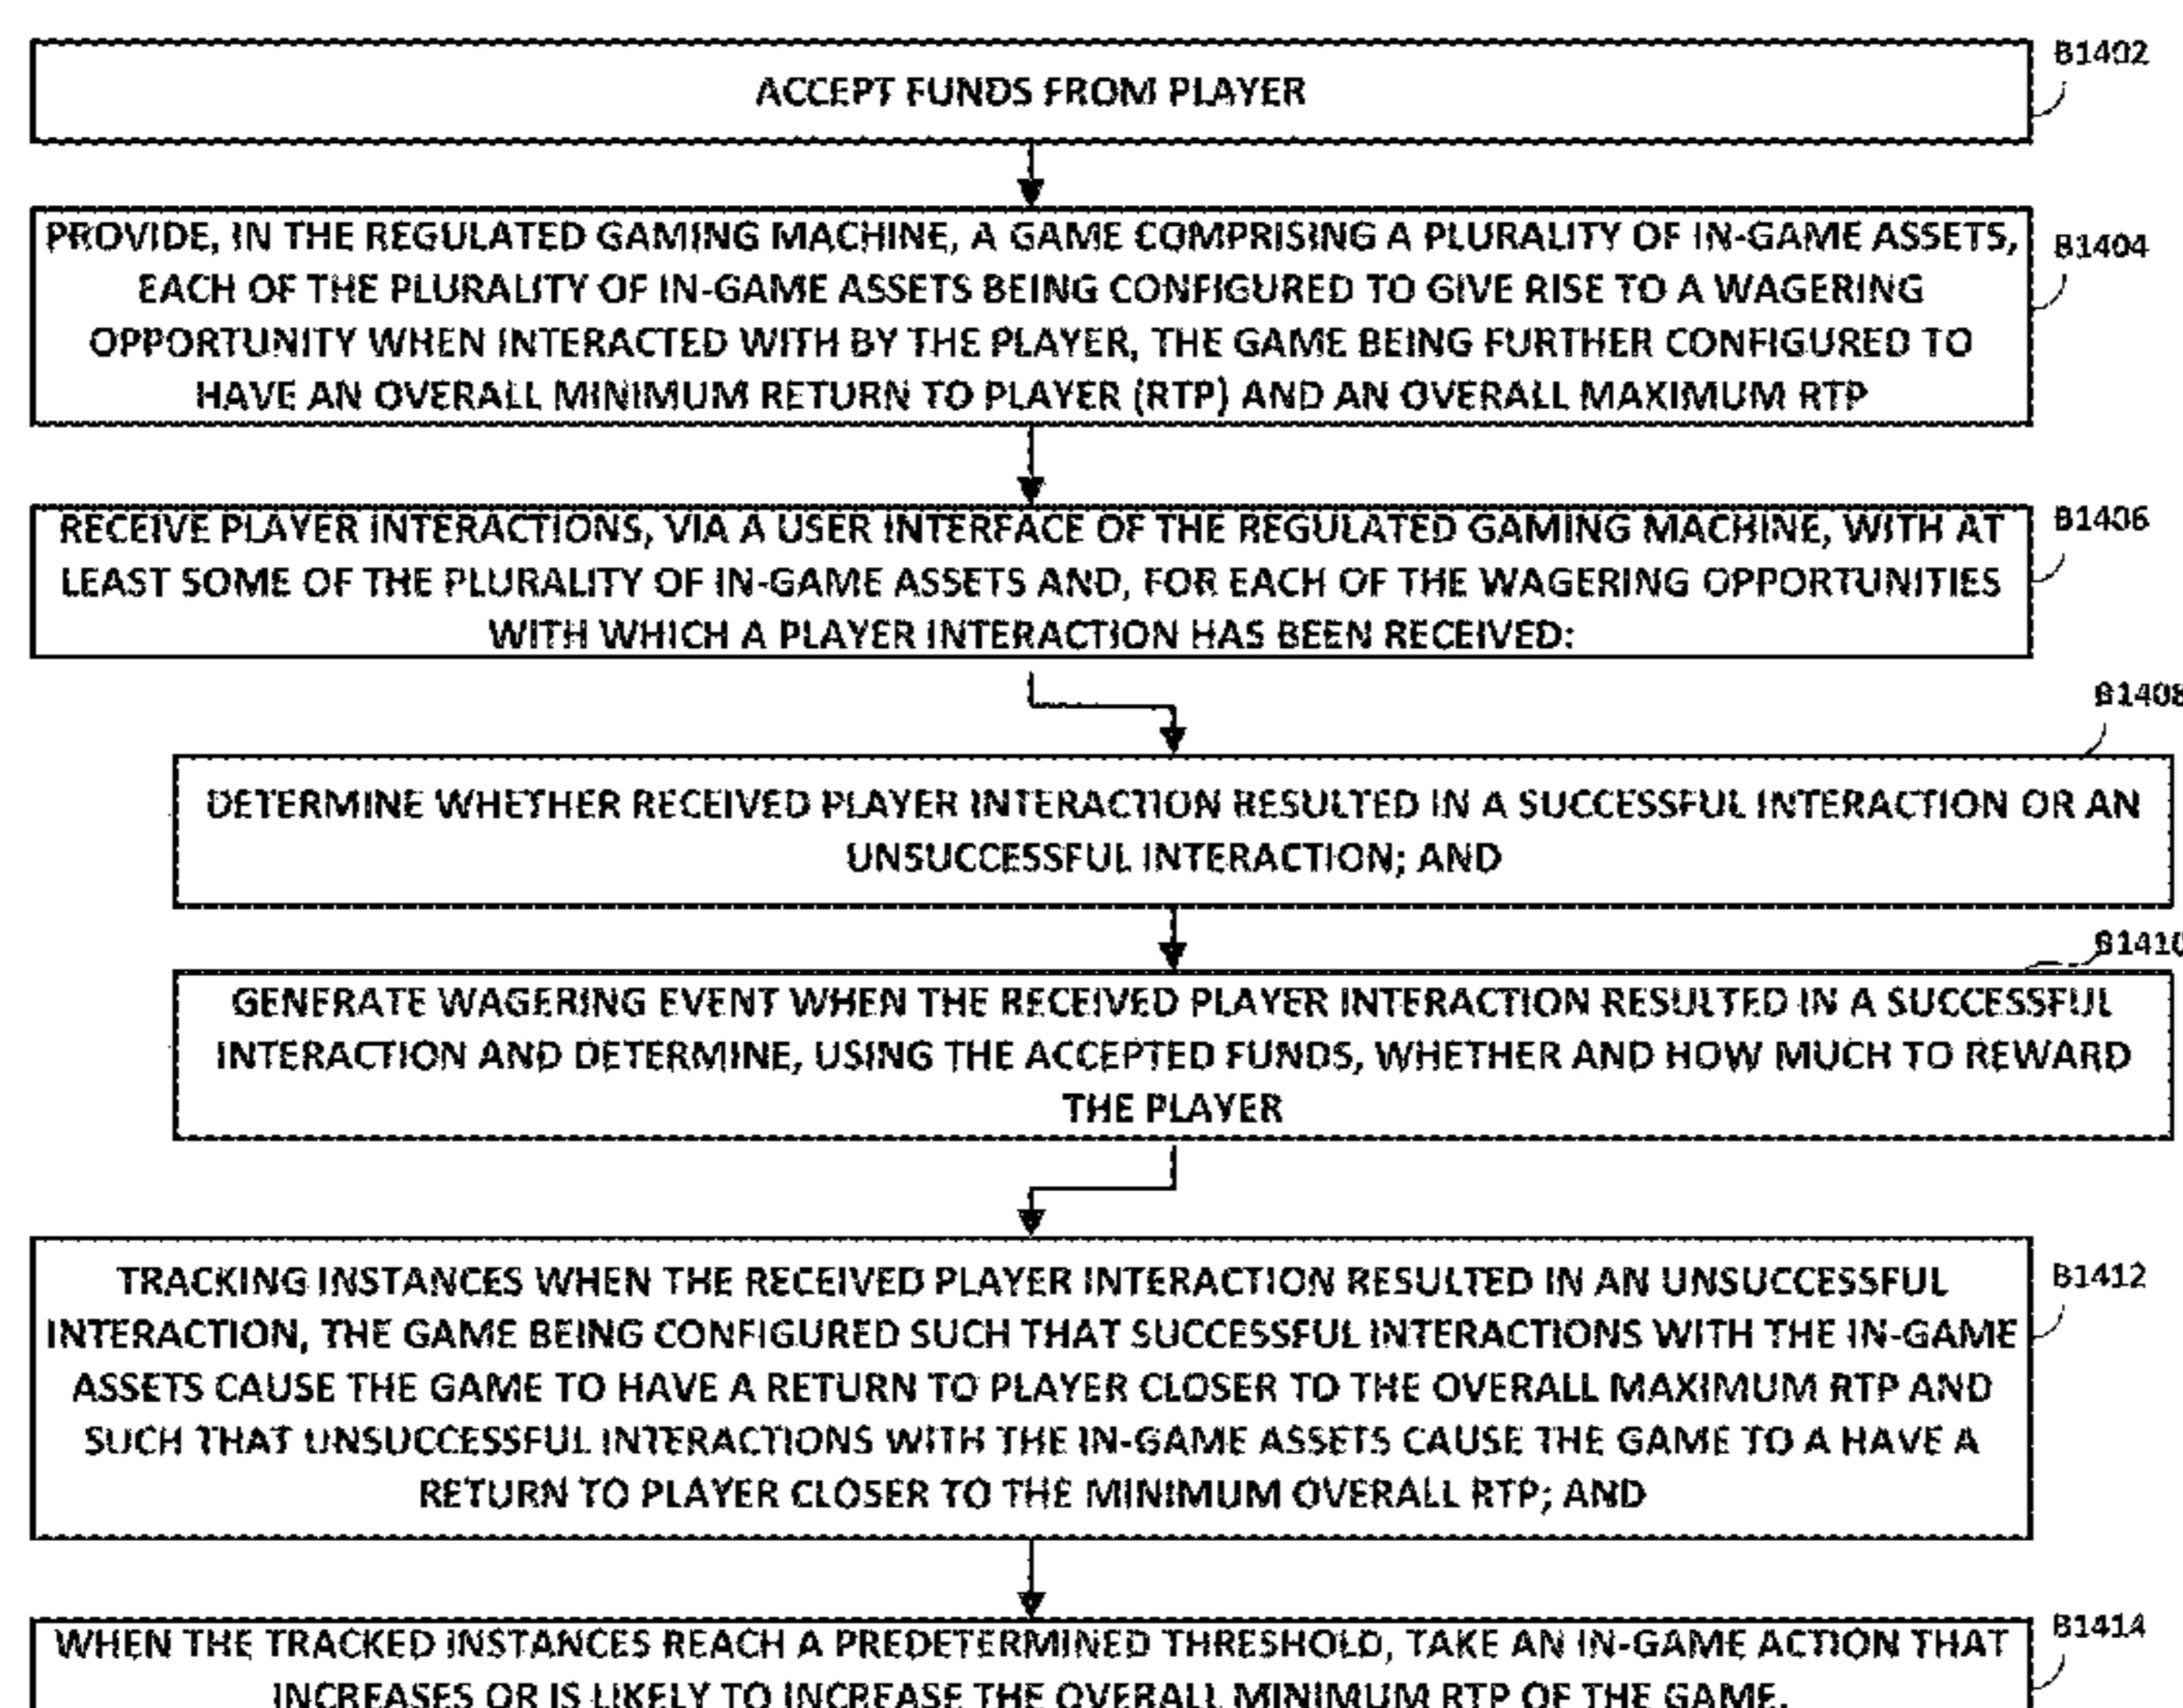 B1402
ACCEPT FUNDS FROM PLAYER
PROVIDE, IN THE REGULATED GAMING MACHINE, A GAME COMPRISING A PLURALITY OF IN-GAME ASSETS,
B1404
EACH OF THE PLURALITY OF IN-GAME ASSETS BEING CONFIGURED TO GIVE RISE TO A WAGERING
OPPORTUNITY WHEN INTERACTED WITH BY THE PLAYER, THE GAME BEING FURTHER CONFIGURED TO
HAVE AN OVERALL MINIMUM RETURN TO PLAYER (RTP) AND AN OVERALL MAXIMUM RTP
B1406
RECEIVE PLAYER INTERACTIONS, VIA A USER INTERFACE OF THE REGULATED GAMING MACHINE, WITH AT
LEAST SOME OF THE PLURALITY OF IN-GAME ASSETS AND, FOR EACH OF THE WAGERING OPPORTUNITIES
WITH WHICH A PLAYER INTERACTION HAS BEEN RECEIVED:
B1408
DETERMINE WHETHER RECEIVED PLAYER INTERACTION RESULTED IN A SUCCESSFUL INTERACTION OR AN
UNSUCCESSFUL INTERACTION; AND
B1410
GENERATE WAGERING EVENT WHEN THE RECEIVED PLAYER INTERACTION RESULTED IN A SUCCESSFUL
INTERACTION AND DETERMINE, USING THE ACCEPTED FUNDS, WHETHER AND HOW MUCH TO REWARD
THE PLAYER
B1412
TRACKING INSTANCES WHEN THE RECEIVED PLAYER INTERACTION RESULTED IN AN UNSUCCESSFUL
INTERACTION, THE GAME BEING CONFIGURED SUCH THAT SUCCESSFUL INTERACTIONS WITH THE IN-GAME
ASSETS CAUSE THE GAME TO HAVE A RETURN TO PLAYER CLOSER TO THE OVERALL MAXIMUM RTP AND
SUCH THAT UNSUCCESSFUL INTERACTIONS WITH THE IN-GAME ASSETS CAUSE THE GAME TO A HAVE A
RETURN TO PLAYER CLOSER TO THE MINIMUM OVERALL RTP; AND
B1414
WHEN THE TRACKED INSTANCES REACH A PREDETERMINED THRESHOLD, TAKE AN IN-GAME ACTION THAT
INCREASES OR IS LIKELY TO INCREASE THE OVERALL MINIMUM RTP OF THE GAME.